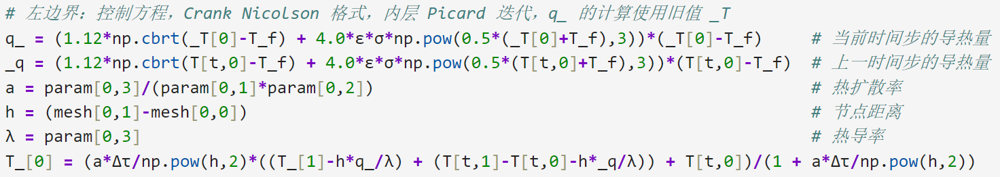 # 左边界：控制方程，Crank Nicolson 格式，内层 Picard 迭代，q_ 的计算使用旧值 _T
q_ = (1.12*np.cbrt(_T[0]-T_f) + 4.0*ε*σ*np.pow(0.5*(_T[0]+T_f),3))*(_T[0]-T_f) # 当前时间步的导热量
_q = (1.12*np.cbrt(T[t,0]-T_f) + 4.0*ε*σ*np.pow(0.5*(T[t,0]+T_f),3))*(T[t,0]-T_f) # 上一时间步的导热量
a = param[0,3]/(param[0,1]*param[0,2]) # 热扩散率
h = (mesh[0,1]-mesh[0,0]) # 节点距离
λ = param[0,3] # 热导率
T_[0] = (a*Δτ/np.pow(h,2)*((T_[1]-h*q_/λ) + (T[t,1]-T[t,0]-h*_q/λ)) + T[t,0])/(1 + a*Δτ/np.pow(h,2))